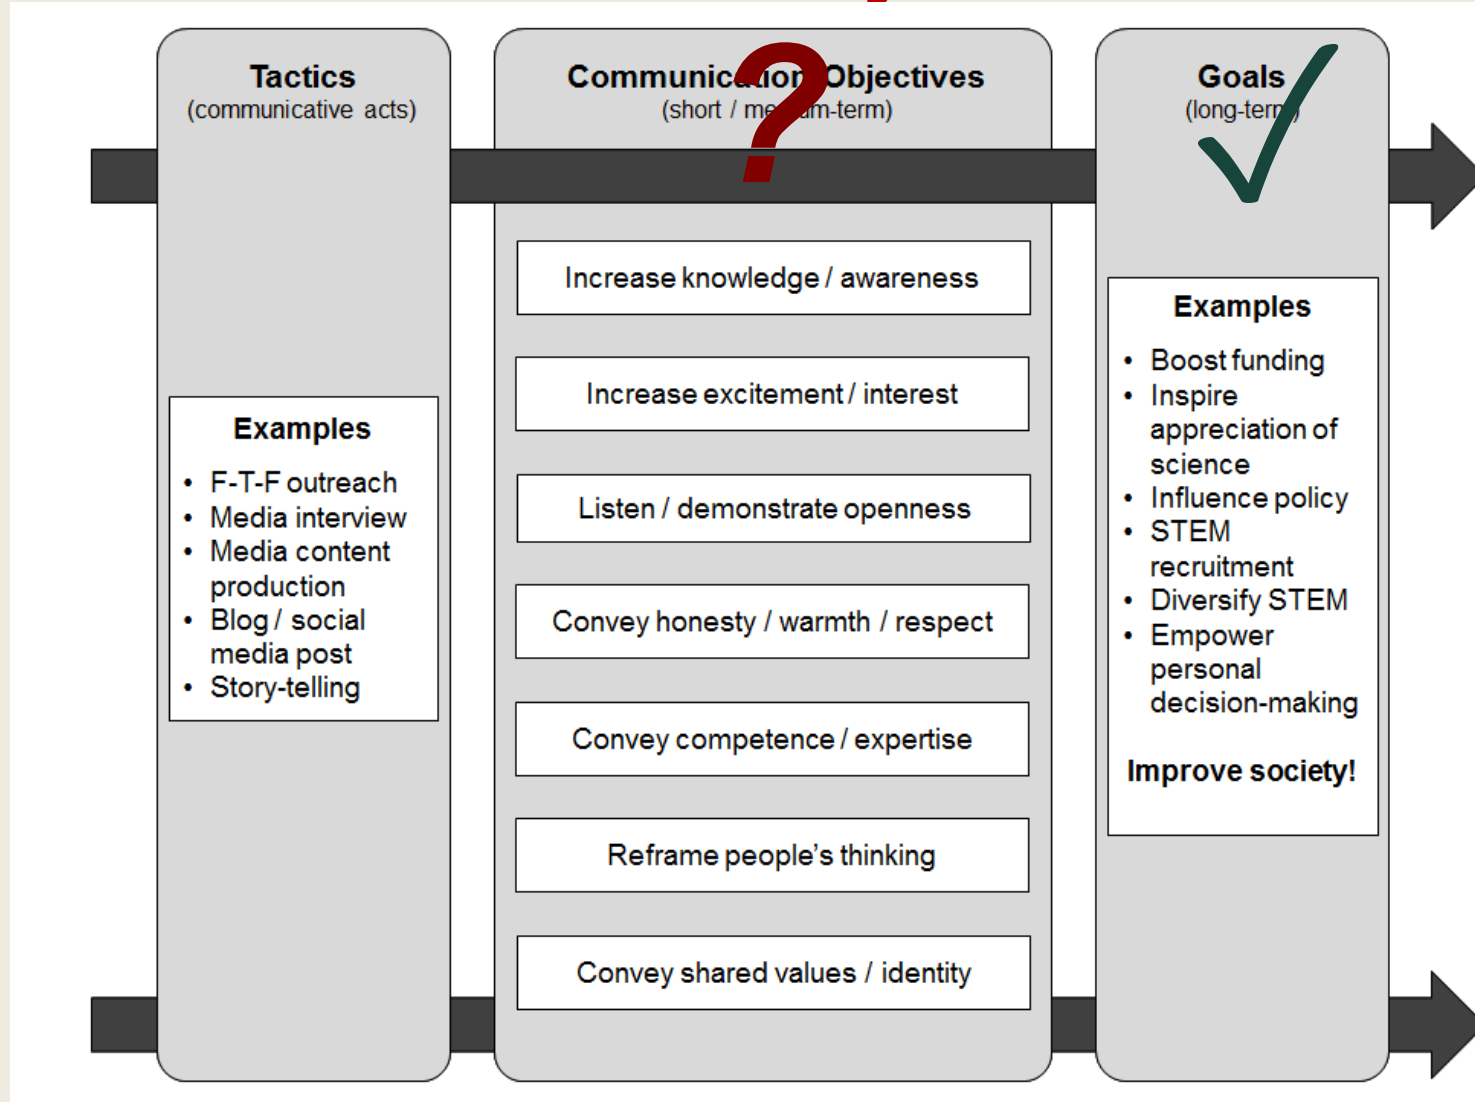 Tactics
(communicative acts)
Examples
• F-T-F outreach
• Media interview
• Media content
production
• Blog / social
media post
• Story-telling
?
Communication Objectives
(short / medium-term)
Increase knowledge / awareness
Increase excitement / interest
Listen / demonstrate openness
Convey honesty / warmth / respect
Convey competence / expertise
Reframe people’s thinking
Convey shared values / identity
Goals
(long-term)
Examples
• Boost funding
• Inspire
appreciation of
science
• Influence policy
• STEM
recruitment
• Diversify STEM
• Empower
personal
decision-making
Improve society!